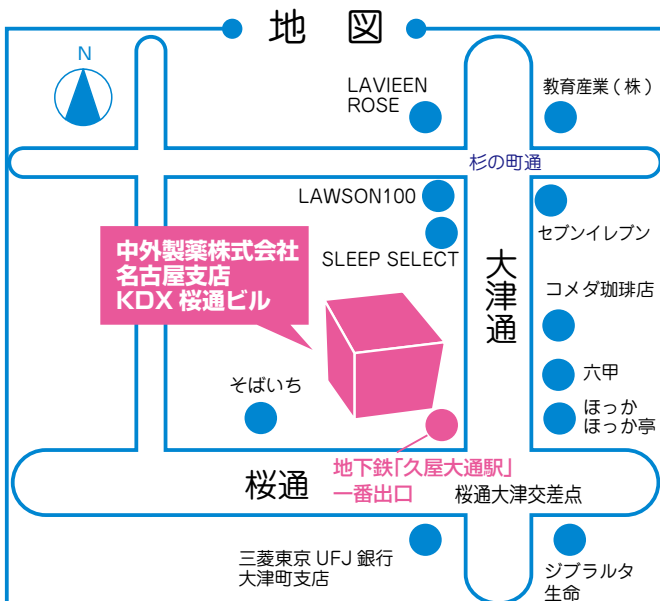 地 図
N
LAVIEEN
ROSE
教育産業(株)
杉の町通
LAWSON100
セブンイレブン
中外製薬株式会社
名古屋支店
KDX 桜通ビル
SLEEP SELECT
大津通
コメダ珈琲店
六甲
そばいち
ほっか
ほっか亭
地下鉄「久屋大通駅」
一番出口
桜通
桜通大津交差点
三菱東京 UFJ 銀行
大津町支店
ジブラルタ
生命